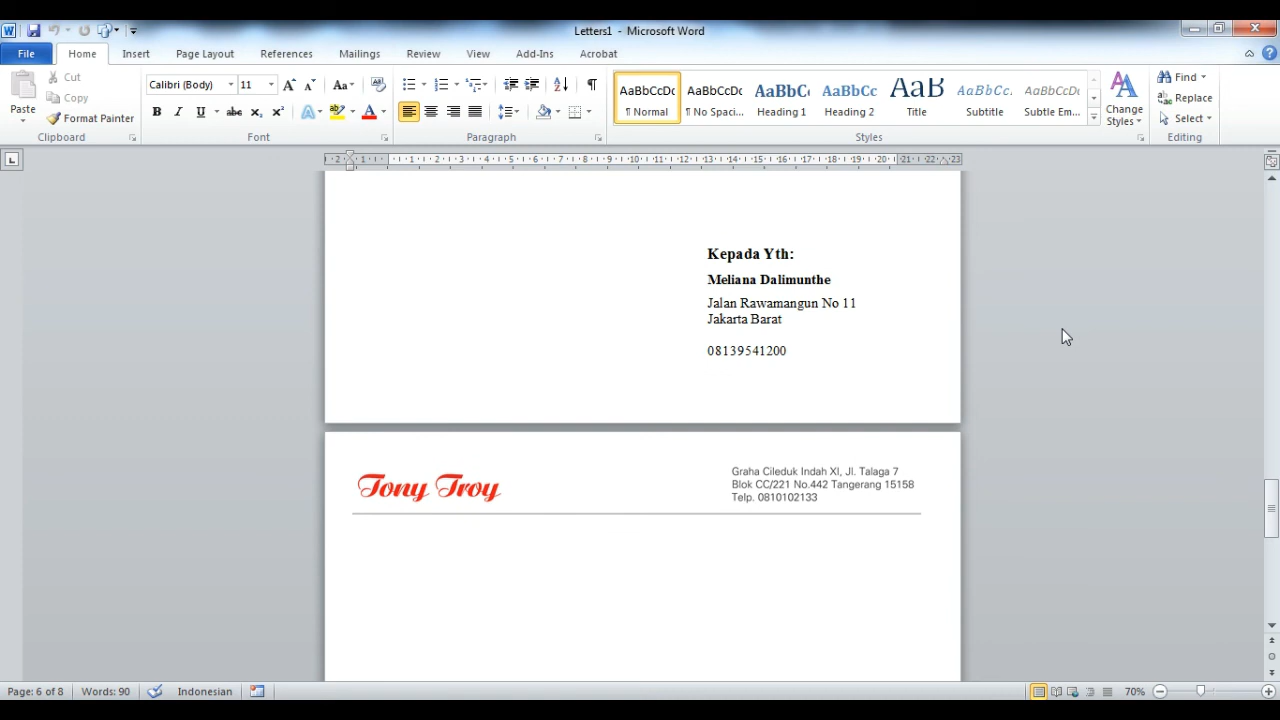 Letters1 - Microsoft Word
File Home Insert Page Layout References Mailings Review View Add-Ins Acrobat
Paste
Cut
Copy
Format Painter
Clipboard
Calibri (Body) 11
Font
Paragraph
AaBbCcDc AaBbCcDc AaBbCc AaBbCc AaB AaBbCc. AaBbCcDc
¶ Normal ¶ No Spaci... Heading 1 Heading 2 Title Subtitle Subtle Em...
Styles
Change
Styles
Find
Replace
Select
Editing
Kepada Yth:
Meliana Dalimunthe
Jalan Rawamangun No 11
Jakarta Barat
08139541200
Tony Troy
Graha Cileduk Indah XI, Jl. Talaga 7
Blok CC/221 No.442 Tangerang 15158
Telp. 0810102133
Page: 6 of 8 Words: 90 Indonesian 70%